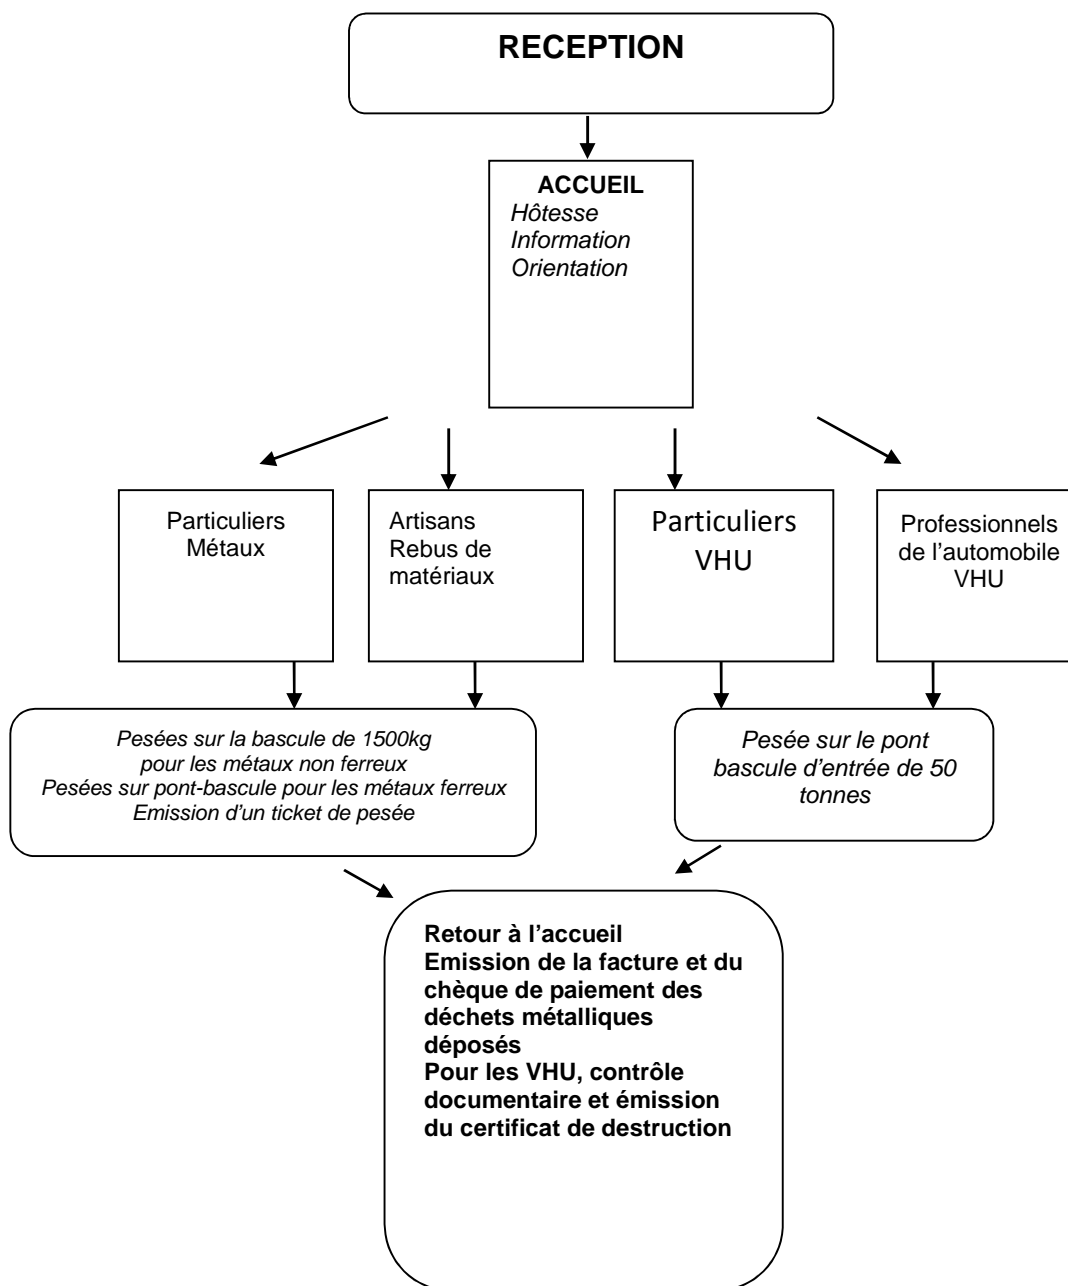 RECEPTION
ACCUEIL
Hôtesse
Information
Orientation
Particuliers
Métaux
Artisans
Rebus de
matériaux
Particuliers
VHU
Professionnels
de l’automobile
VHU
Pesées sur la bascule de 1500kg
pour les métaux non ferreux
Pesées sur pont-bascule pour les métaux ferreux
Emission d’un ticket de pesée
Pesée sur le pont
bascule d’entrée de 50
tonnes
Retour à l’accueil
Emission de la facture et du
chèque de paiement des
déchets métalliques
déposés
Pour les VHU, contrôle
documentaire et émission
du certificat de destruction